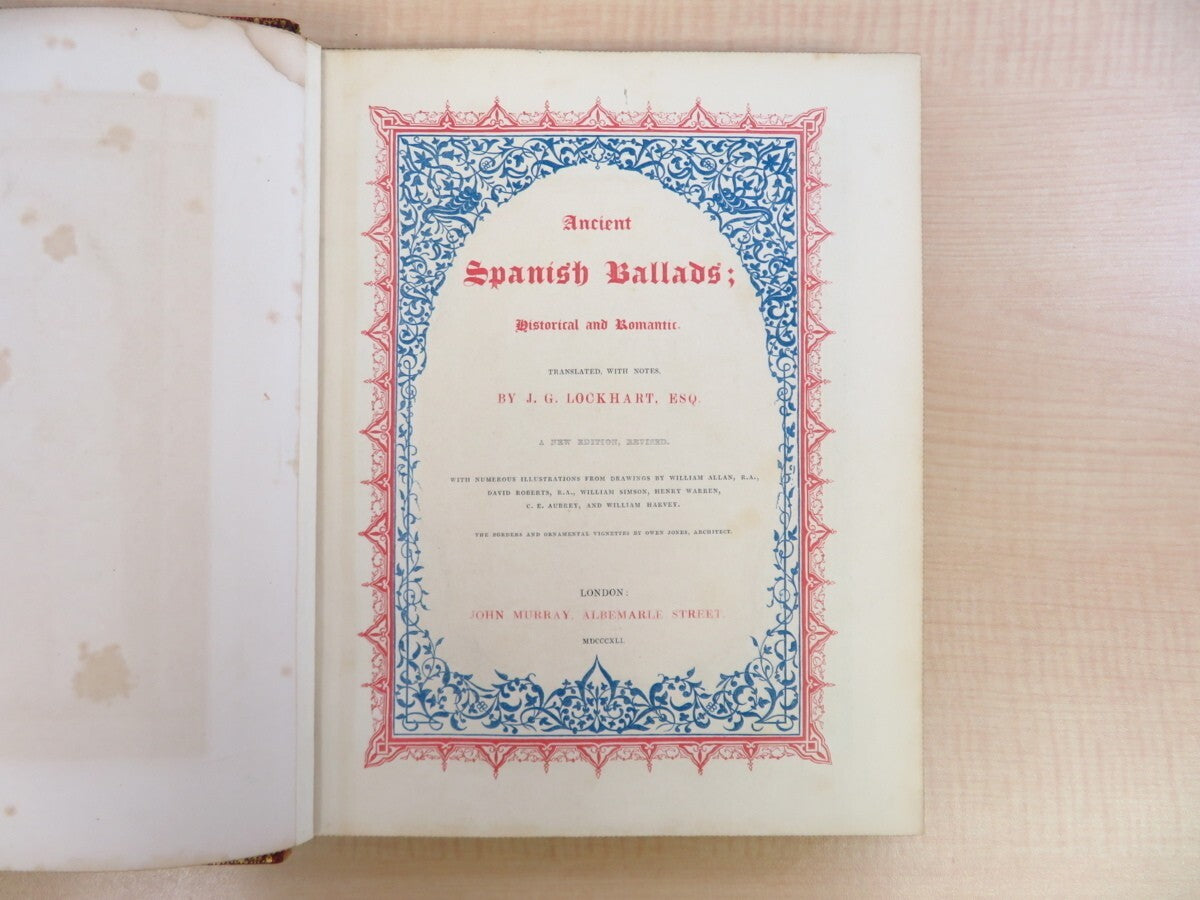 Ancient
Spanish Ballads;
Historical and Romantic.
TRANSLATED, WITH NOTES,
BY J. G. LOCKHART, ESQ.
A NEW EDITION, REVISED.
WITH NUMEROUS ILLUSTRATIONS FROM DRAWINGS BY WILLIAM ALLAN, R.A.,
DAVID ROBERTS, R.A., WILLIAM SIMSON, HENRY WARREN,
C. E. AUBREY, AND WILLIAM HARVEY.
THE BORDERS AND ORNAMENTAL VIGNETTES BY OWEN JONES, ARCHITECT.
LONDON:
JOHN MURRAY, ALBEMARLE STREET.
MDCCCXLI.